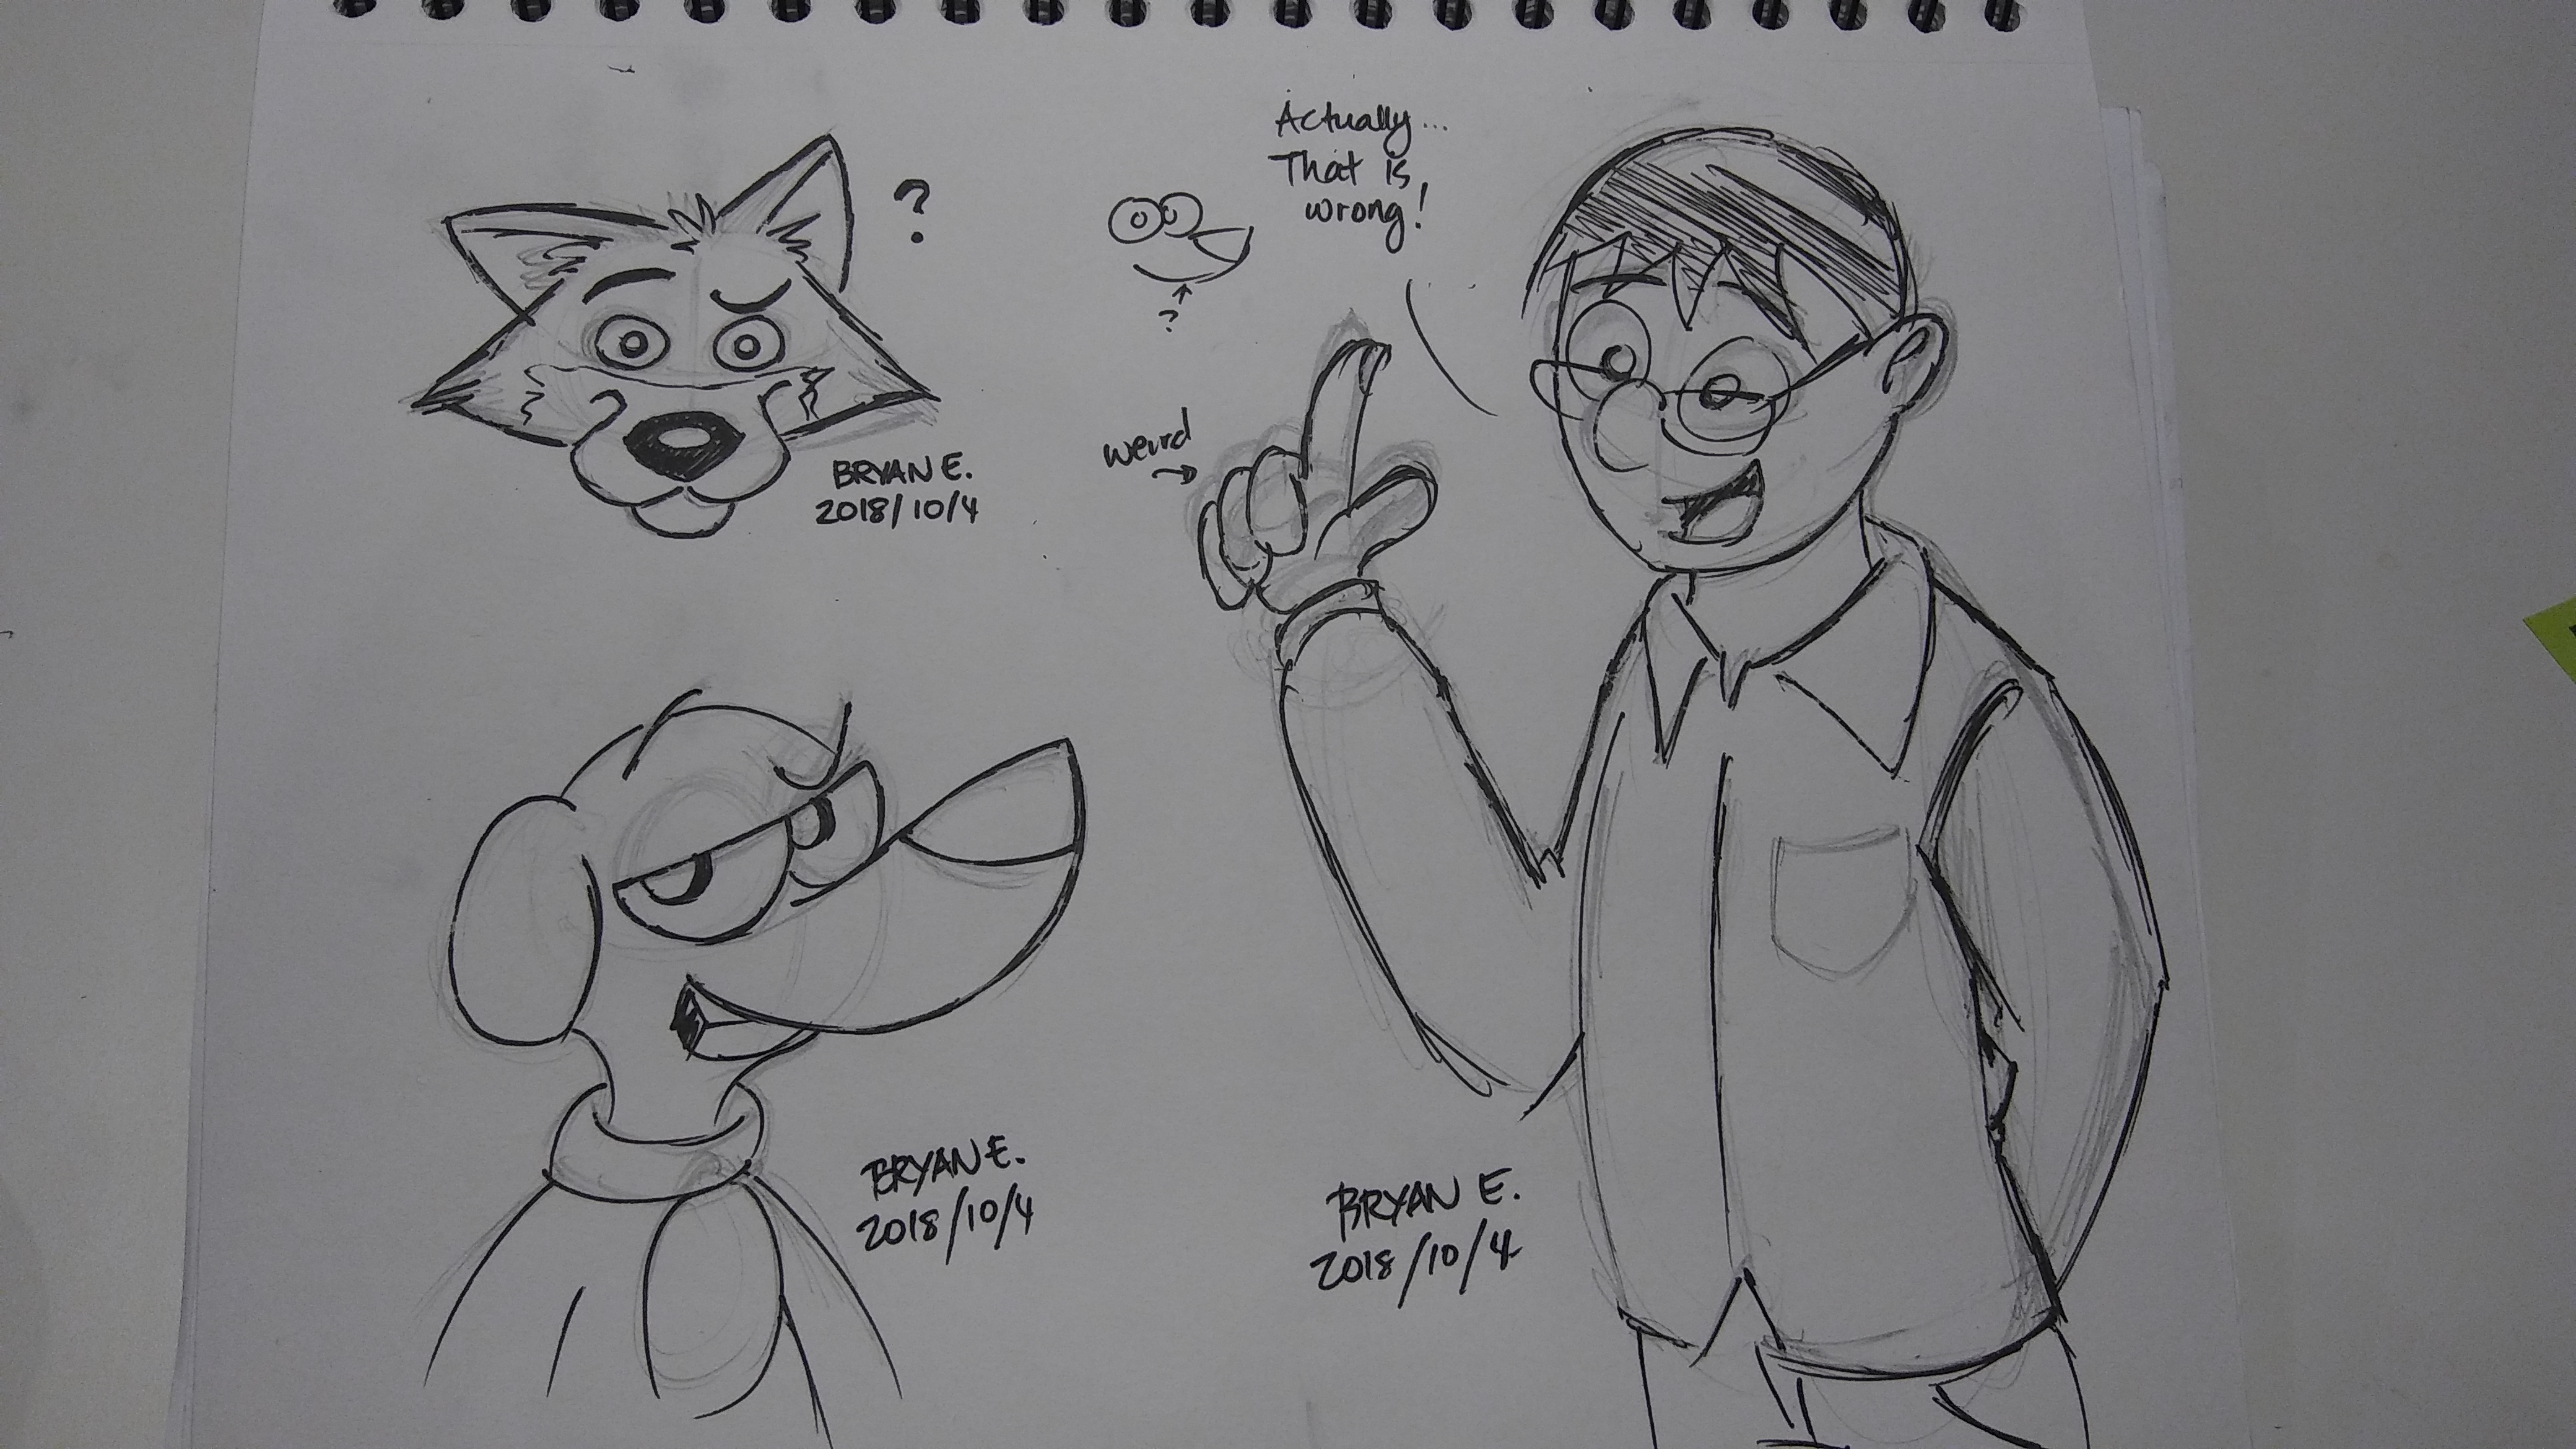 ?
BRYAN E.
2018/10/4
Actually...
That is
wrong!
?
weird
BRYAN E.
2018/10/4
BRYAN E.
2018/10/4